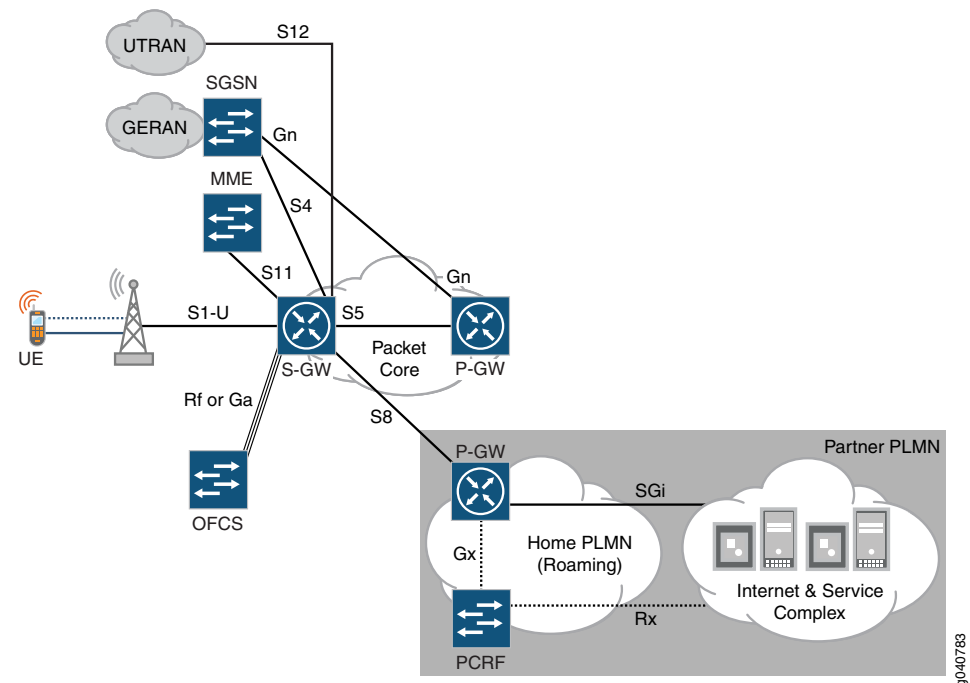 S12
UTRAN
SGSN
GERAN
Gn
MME
S4
S11
Gn
S1-U
S5
UE
Packet
Core
S-GW
P-GW
Rf or Ga
S8
OFCS
Partner PLMN
P-GW
SGi
Gx
Home PLMN
(Roaming)
Internet & Service
Complex
Rx
PCRF
g040783